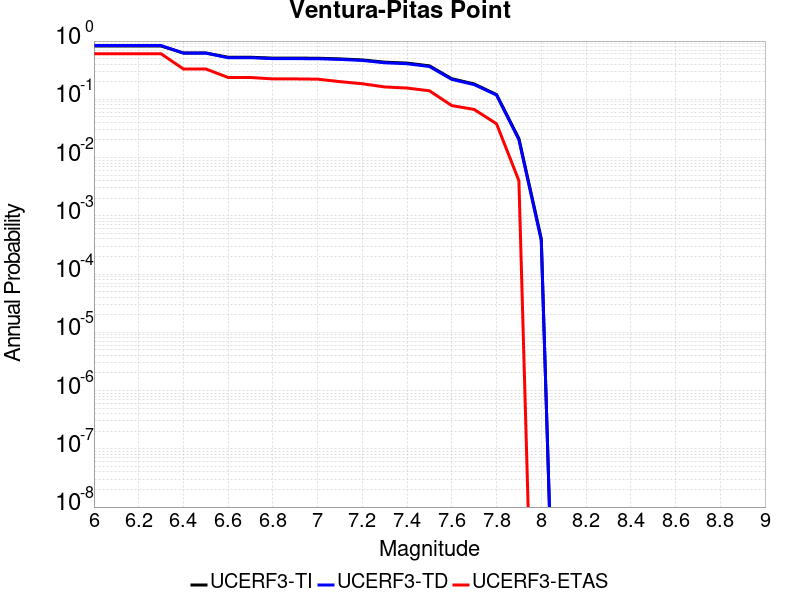 Ventura-Pitas Point
10^0
10^-1
10^-2
10^-3
10^-4
10^-5
10^-6
10^-7
10^-8
Annual Probability
6 6.2 6.4 6.6 6.8 7 7.2 7.4 7.6 7.8 8 8.2 8.4 8.6 8.8 9
Magnitude
UCERF3-TI UCERF3-TD UCERF3-ETAS